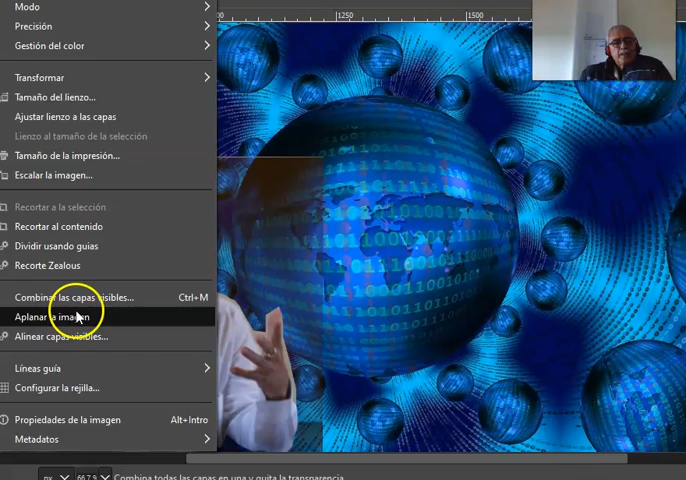 Modo
Precisión
Gestión del color
Transformar
Tamaño del lienzo...
Ajustar lienzo a las capas
Lienzo al tamaño de la selección
Tamaño de la impresión...
Escalar la imagen...
Recortar a la selección
Recortar al contenido
Dividir usando guías
Recorte Zealous
Combinar las capas visibles... Ctrl+M
Aplanar la imagen
Alinear capas visibles...
Líneas guía
Configurar la rejilla...
Propiedades de la imagen Alt+Intro
Metadatos
1250
1500
px 66,7 %
Combina todas las capas en una y quita la transparencia